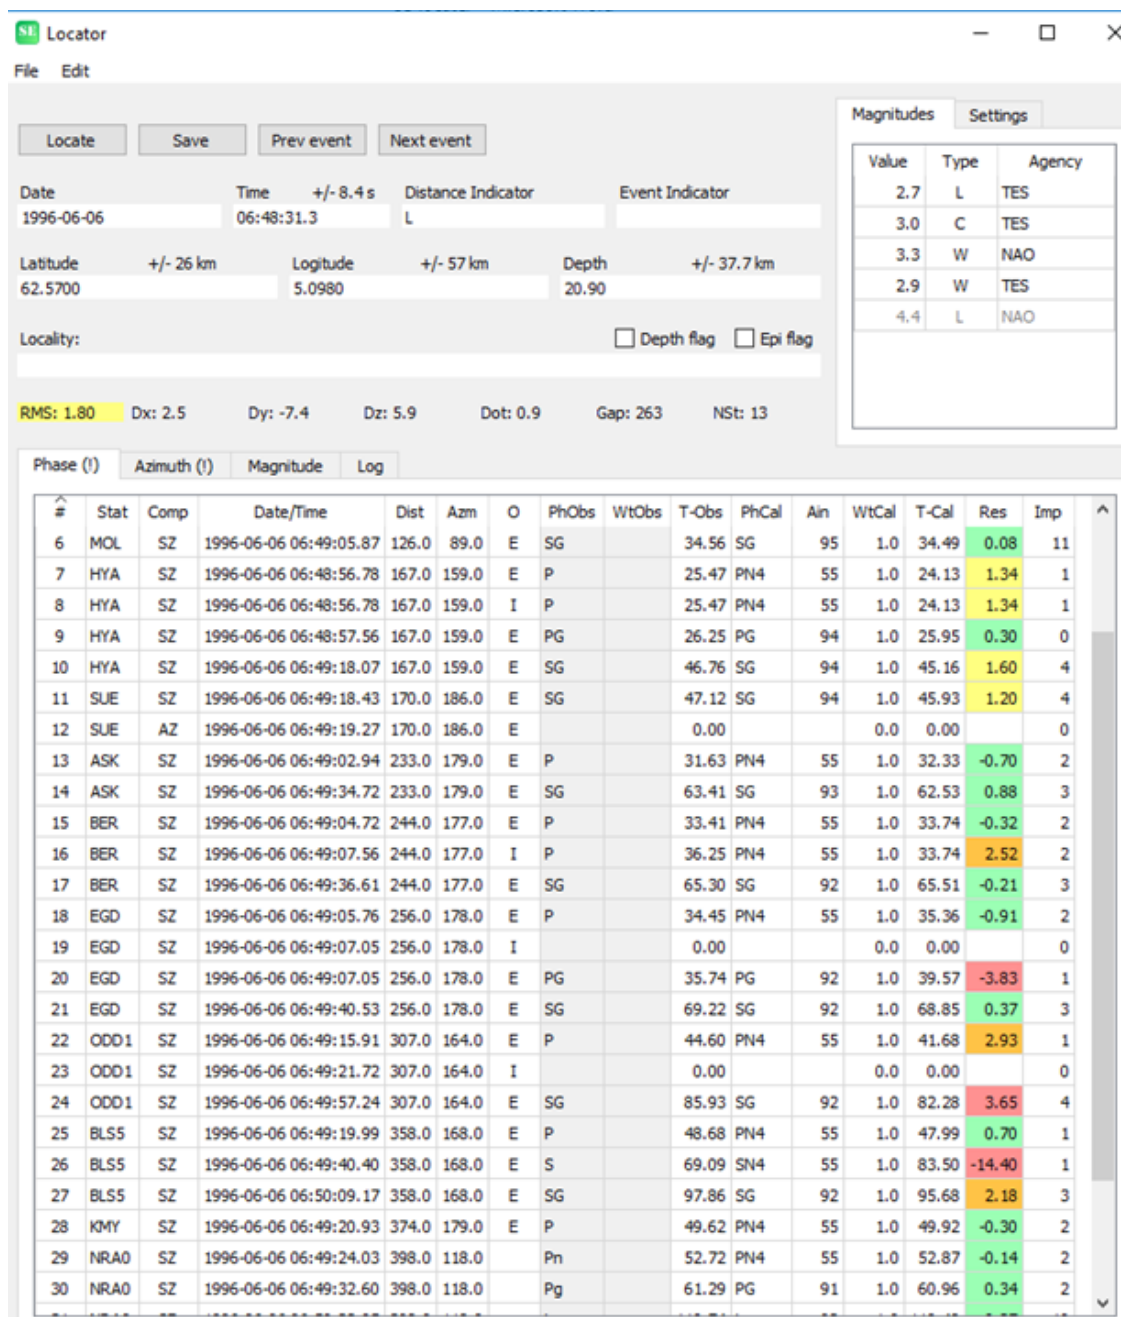 SE Locator
File Edit
Magnitudes Settings
Locate Save Prev event Next event
Value Type Agency
2.7 L TES
3.0 C TES
3.3 W NAO
2.9 W TES
4.4 L NAO
Date Time +/- 8.4 s Distance Indicator Event Indicator
1996-06-06 06:48:31.3 L
Latitude +/- 26 km Logitude +/- 57 km Depth +/- 37.7 km
62.5700 5.0980 20.90
Locality: Depth flag Epi flag
RMS: 1.80 Dx: 2.5 Dy: -7.4 Dz: 5.9 Dot: 0.9 Gap: 263 NSt: 13
Phase (!) Azimuth (!) Magnitude Log
# Stat Comp Date/Time Dist Azm O PhObs WtObs T-Obs PhCal Ain WtCal T-Cal Res Imp
6 MOL SZ 1996-06-06 06:49:05.87 126.0 89.0 E SG 34.56 SG 95 1.0 34.49 0.08 11
7 HYA SZ 1996-06-06 06:48:56.78 167.0 159.0 E P 25.47 PN4 55 1.0 24.13 1.34 1
8 HYA SZ 1996-06-06 06:48:56.78 167.0 159.0 I P 25.47 PN4 55 1.0 24.13 1.34 1
9 HYA SZ 1996-06-06 06:48:57.56 167.0 159.0 E PG 26.25 PG 94 1.0 25.95 0.30 0
10 HYA SZ 1996-06-06 06:49:18.07 167.0 159.0 E SG 46.76 SG 94 1.0 45.16 1.60 4
11 SUE SZ 1996-06-06 06:49:18.43 170.0 186.0 E SG 47.12 SG 94 1.0 45.93 1.20 4
12 SUE AZ 1996-06-06 06:49:19.27 170.0 186.0 E 0.00 0.0 0.00 0
13 ASK SZ 1996-06-06 06:49:02.94 233.0 179.0 E P 31.63 PN4 55 1.0 32.33 -0.70 2
14 ASK SZ 1996-06-06 06:49:34.72 233.0 179.0 E SG 63.41 SG 93 1.0 62.53 0.88 3
15 BER SZ 1996-06-06 06:49:04.72 244.0 177.0 E P 33.41 PN4 55 1.0 33.74 -0.32 2
16 BER SZ 1996-06-06 06:49:07.56 244.0 177.0 I P 36.25 PN4 55 1.0 33.74 2.52 2
17 BER SZ 1996-06-06 06:49:36.61 244.0 177.0 E SG 65.30 SG 92 1.0 65.51 -0.21 3
18 EGD SZ 1996-06-06 06:49:05.76 256.0 178.0 E P 34.45 PN4 55 1.0 35.36 -0.91 2
19 EGD SZ 1996-06-06 06:49:07.05 256.0 178.0 I 0.00 0.0 0.00 0
20 EGD SZ 1996-06-06 06:49:07.05 256.0 178.0 E PG 35.74 PG 92 1.0 39.57 -3.83 1
21 EGD SZ 1996-06-06 06:49:40.53 256.0 178.0 E SG 69.22 SG 92 1.0 68.85 0.37 3
22 ODD1 SZ 1996-06-06 06:49:15.91 307.0 164.0 E P 44.60 PN4 55 1.0 41.68 2.93 1
23 ODD1 SZ 1996-06-06 06:49:21.72 307.0 164.0 I 0.00 0.0 0.00 0
24 ODD1 SZ 1996-06-06 06:49:57.24 307.0 164.0 E SG 85.93 SG 92 1.0 82.28 3.65 4
25 BLS5 SZ 1996-06-06 06:49:19.99 358.0 168.0 E P 48.68 PN4 55 1.0 47.99 0.70 1
26 BLS5 SZ 1996-06-06 06:49:40.40 358.0 168.0 E S 69.09 SN4 55 1.0 83.50 -14.40 1
27 BLS5 SZ 1996-06-06 06:50:09.17 358.0 168.0 E SG 97.86 SG 92 1.0 95.68 2.18 3
28 KMY SZ 1996-06-06 06:49:20.93 374.0 179.0 E P 49.62 PN4 55 1.0 49.92 -0.30 2
29 NRA0 SZ 1996-06-06 06:49:24.03 398.0 118.0 Pn 52.72 PN4 55 1.0 52.87 -0.14 2
30 NRA0 SZ 1996-06-06 06:49:32.60 398.0 118.0 Pg 61.29 PG 91 1.0 60.96 0.34 2